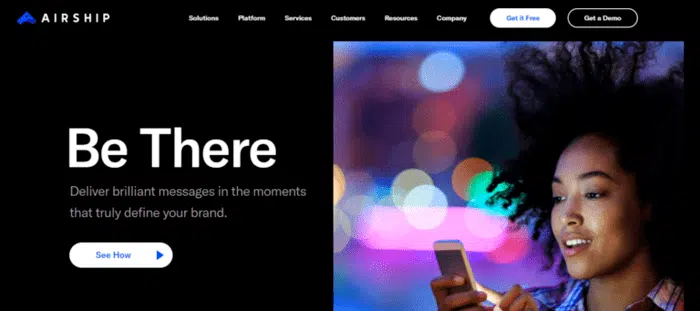 AIRSHIP
Solutions Platform Services Customers Resources Company Get it Free Get a Demo
Be There
Deliver brilliant messages in the moments
that truly define your brand.
See How